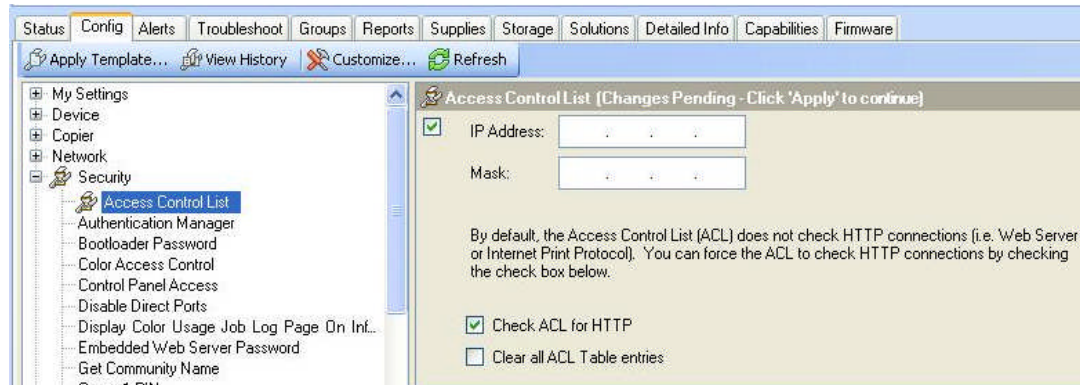 Status Config Alerts Troubleshoot Groups Reports Supplies Storage Solutions Detailed Info Capabilities Firmware
Apply Template... View History Customize... Refresh
My Settings
Device
Copier
Network
Security
Access Control List
Authentication Manager
Bootloader Password
Color Access Control
Control Panel Access
Disable Direct Ports
Display Color Usage Job Log Page On Inf...
Embedded Web Server Password
Get Community Name
Access Control List (Changes Pending - Click 'Apply' to continue)
IP Address: . . .
Mask: . . .
By default, the Access Control List (ACL) does not check HTTP connections (i.e. Web Server
or Internet Print Protocol). You can force the ACL to check HTTP connections by checking
the check box below.
Check ACL for HTTP
Clear all ACL Table entries